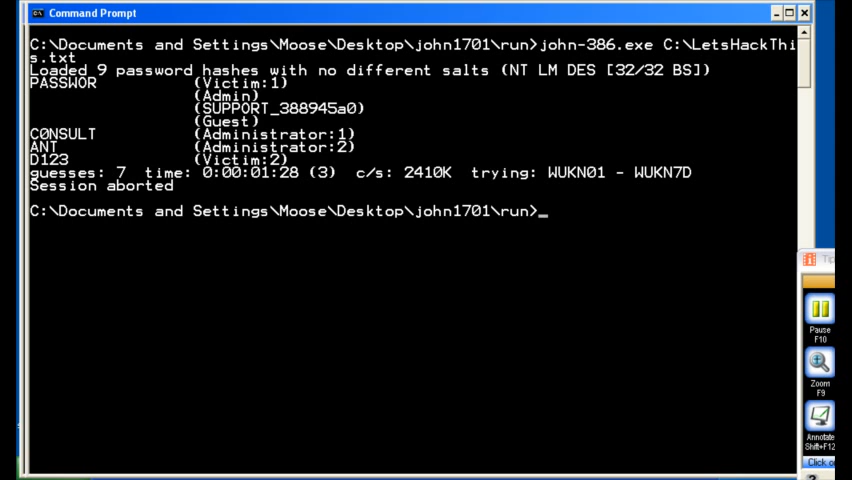 Command Prompt
C:\Documents and Settings\Moose\Desktop\john1701\run>john-386.exe C:\LetsHackThi
s.txt
Loaded 9 password hashes with no different salts (NT LM DES [32/32 BS])
PASSWOR (Victim:1)
(Admin)
(SUPPORT_388945a0)
(Guest)
C0NSULT (Administrator:1)
ANT (Administrator:2)
D123 (Victim:2)
guesses: 7 time: 0:00:01:28 (3) c/s: 2410K trying: WUKN01 - WUKN7D
Session aborted
C:\Documents and Settings\Moose\Desktop\john1701\run>_
Pause
F10
Zoom
F9
Annotate
Shift+F12
Click